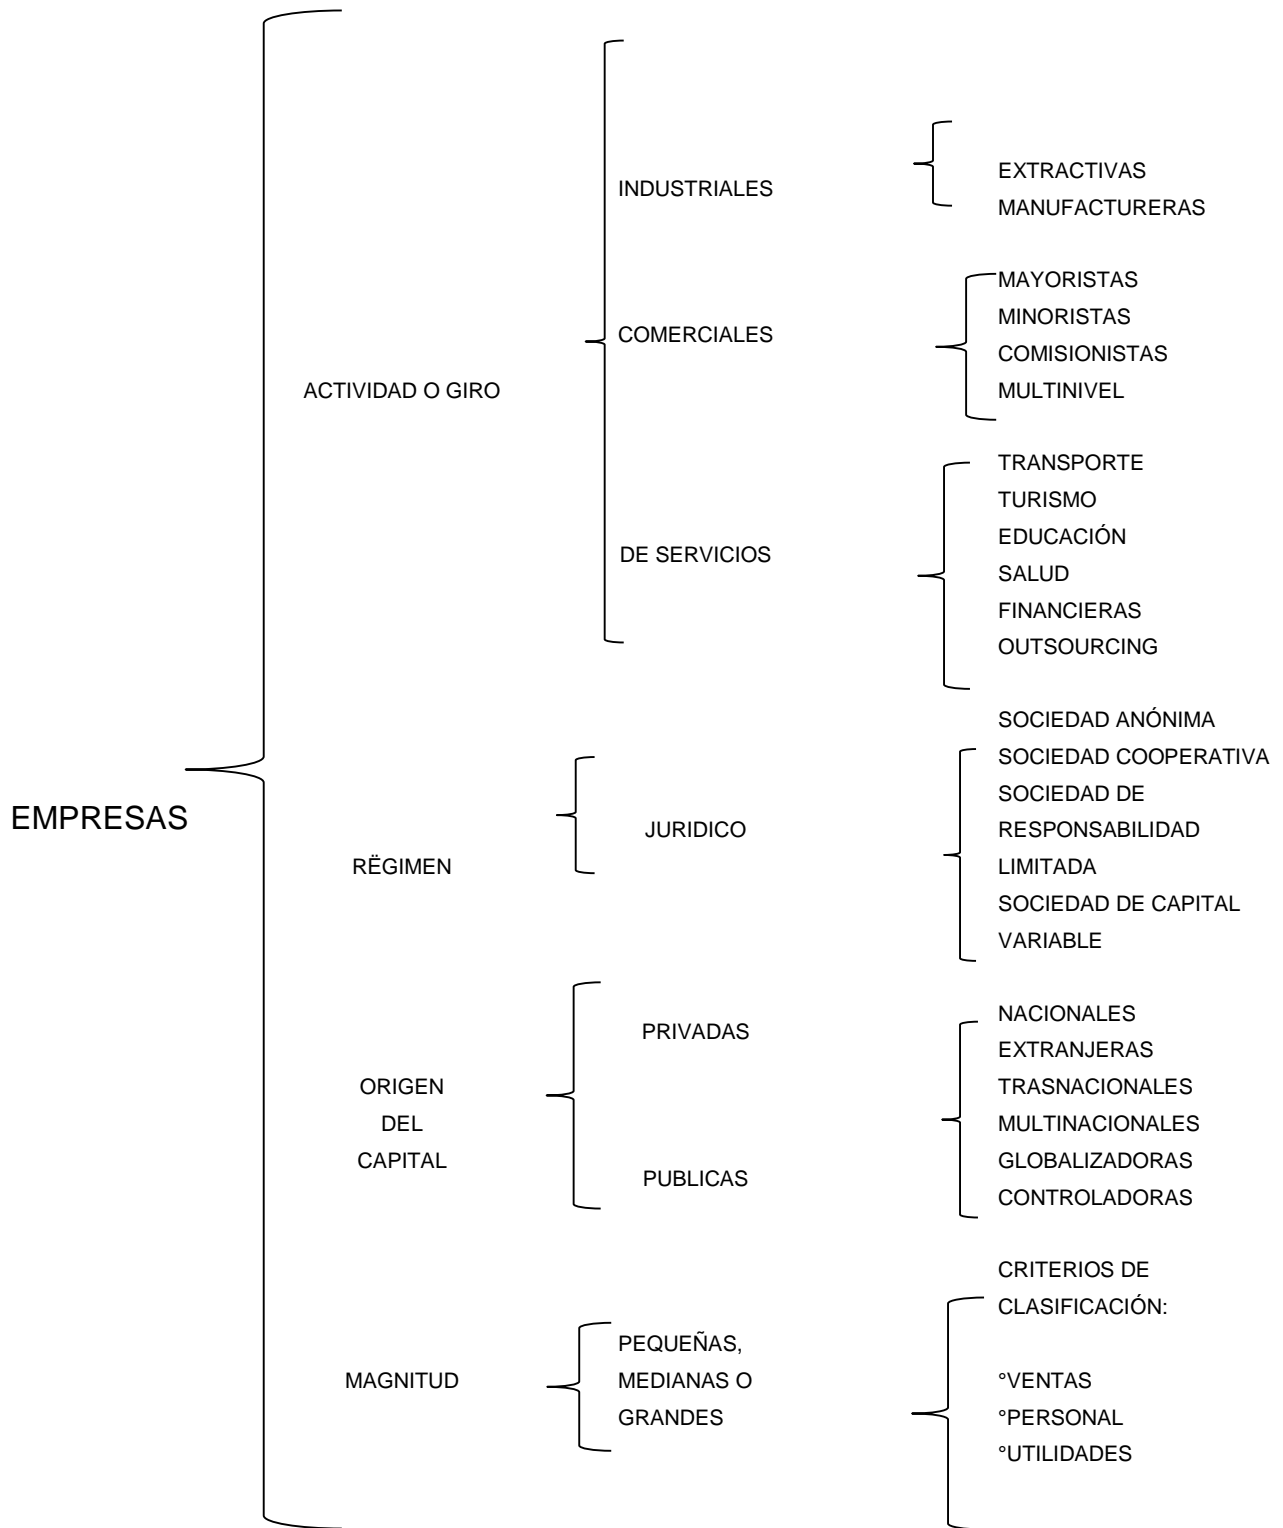 EMPRESAS
ACTIVIDAD O GIRO
INDUSTRIALES
EXTRACTIVAS
MANUFACTURERAS
COMERCIALES
MAYORISTAS
MINORISTAS
COMISIONISTAS
MULTINIVEL
DE SERVICIOS
TRANSPORTE
TURISMO
EDUCACIÓN
SALUD
FINANCIERAS
OUTSOURCING
RËGIMEN
JURIDICO
SOCIEDAD ANÓNIMA
SOCIEDAD COOPERATIVA
SOCIEDAD DE
RESPONSABILIDAD
LIMITADA
SOCIEDAD DE CAPITAL
VARIABLE
ORIGEN
DEL
CAPITAL
PRIVADAS
PUBLICAS
NACIONALES
EXTRANJERAS
TRASNACIONALES
MULTINACIONALES
GLOBALIZADORAS
CONTROLADORAS
MAGNITUD
PEQUEÑAS,
MEDIANAS O
GRANDES
CRITERIOS DE
CLASIFICACIÓN:
°VENTAS
°PERSONAL
°UTILIDADES